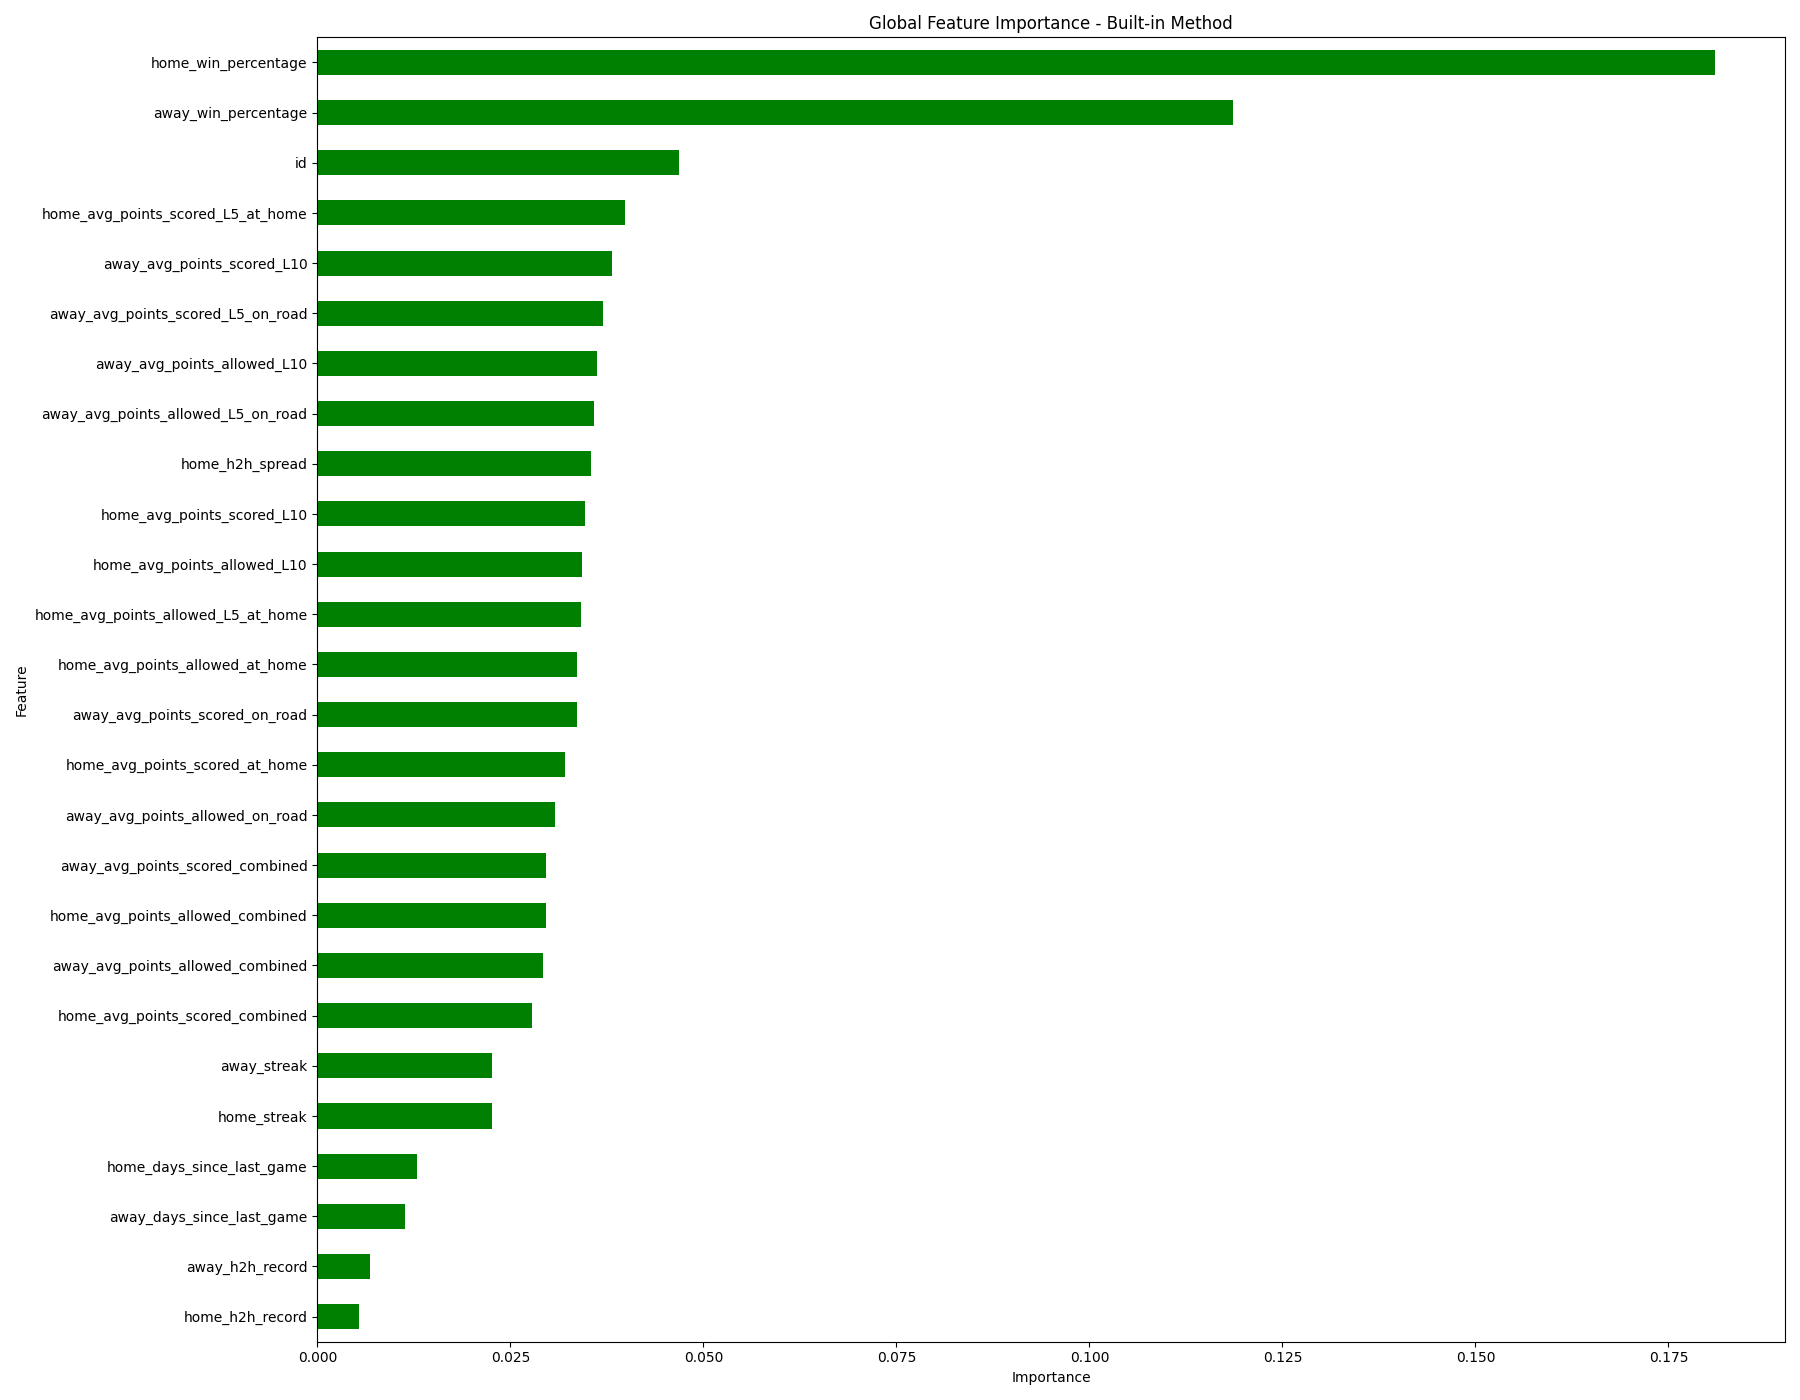 Global Feature Importance - Built-in Method
home_win_percentage
away_win_percentage
id
home_avg_points_scored_L5_at_home
away_avg_points_scored_L10
away_avg_points_scored_L5_on_road
away_avg_points_allowed_L10
away_avg_points_allowed_L5_on_road
home_h2h_spread
home_avg_points_scored_L10
home_avg_points_allowed_L10
home_avg_points_allowed_L5_at_home
home_avg_points_allowed_at_home
away_avg_points_scored_on_road
home_avg_points_scored_at_home
away_avg_points_allowed_on_road
away_avg_points_scored_combined
home_avg_points_allowed_combined
away_avg_points_allowed_combined
home_avg_points_scored_combined
away_streak
home_streak
home_days_since_last_game
away_days_since_last_game
away_h2h_record
home_h2h_record
Feature
0.000 0.025 0.050 0.075 0.100 0.125 0.150 0.175
Importance